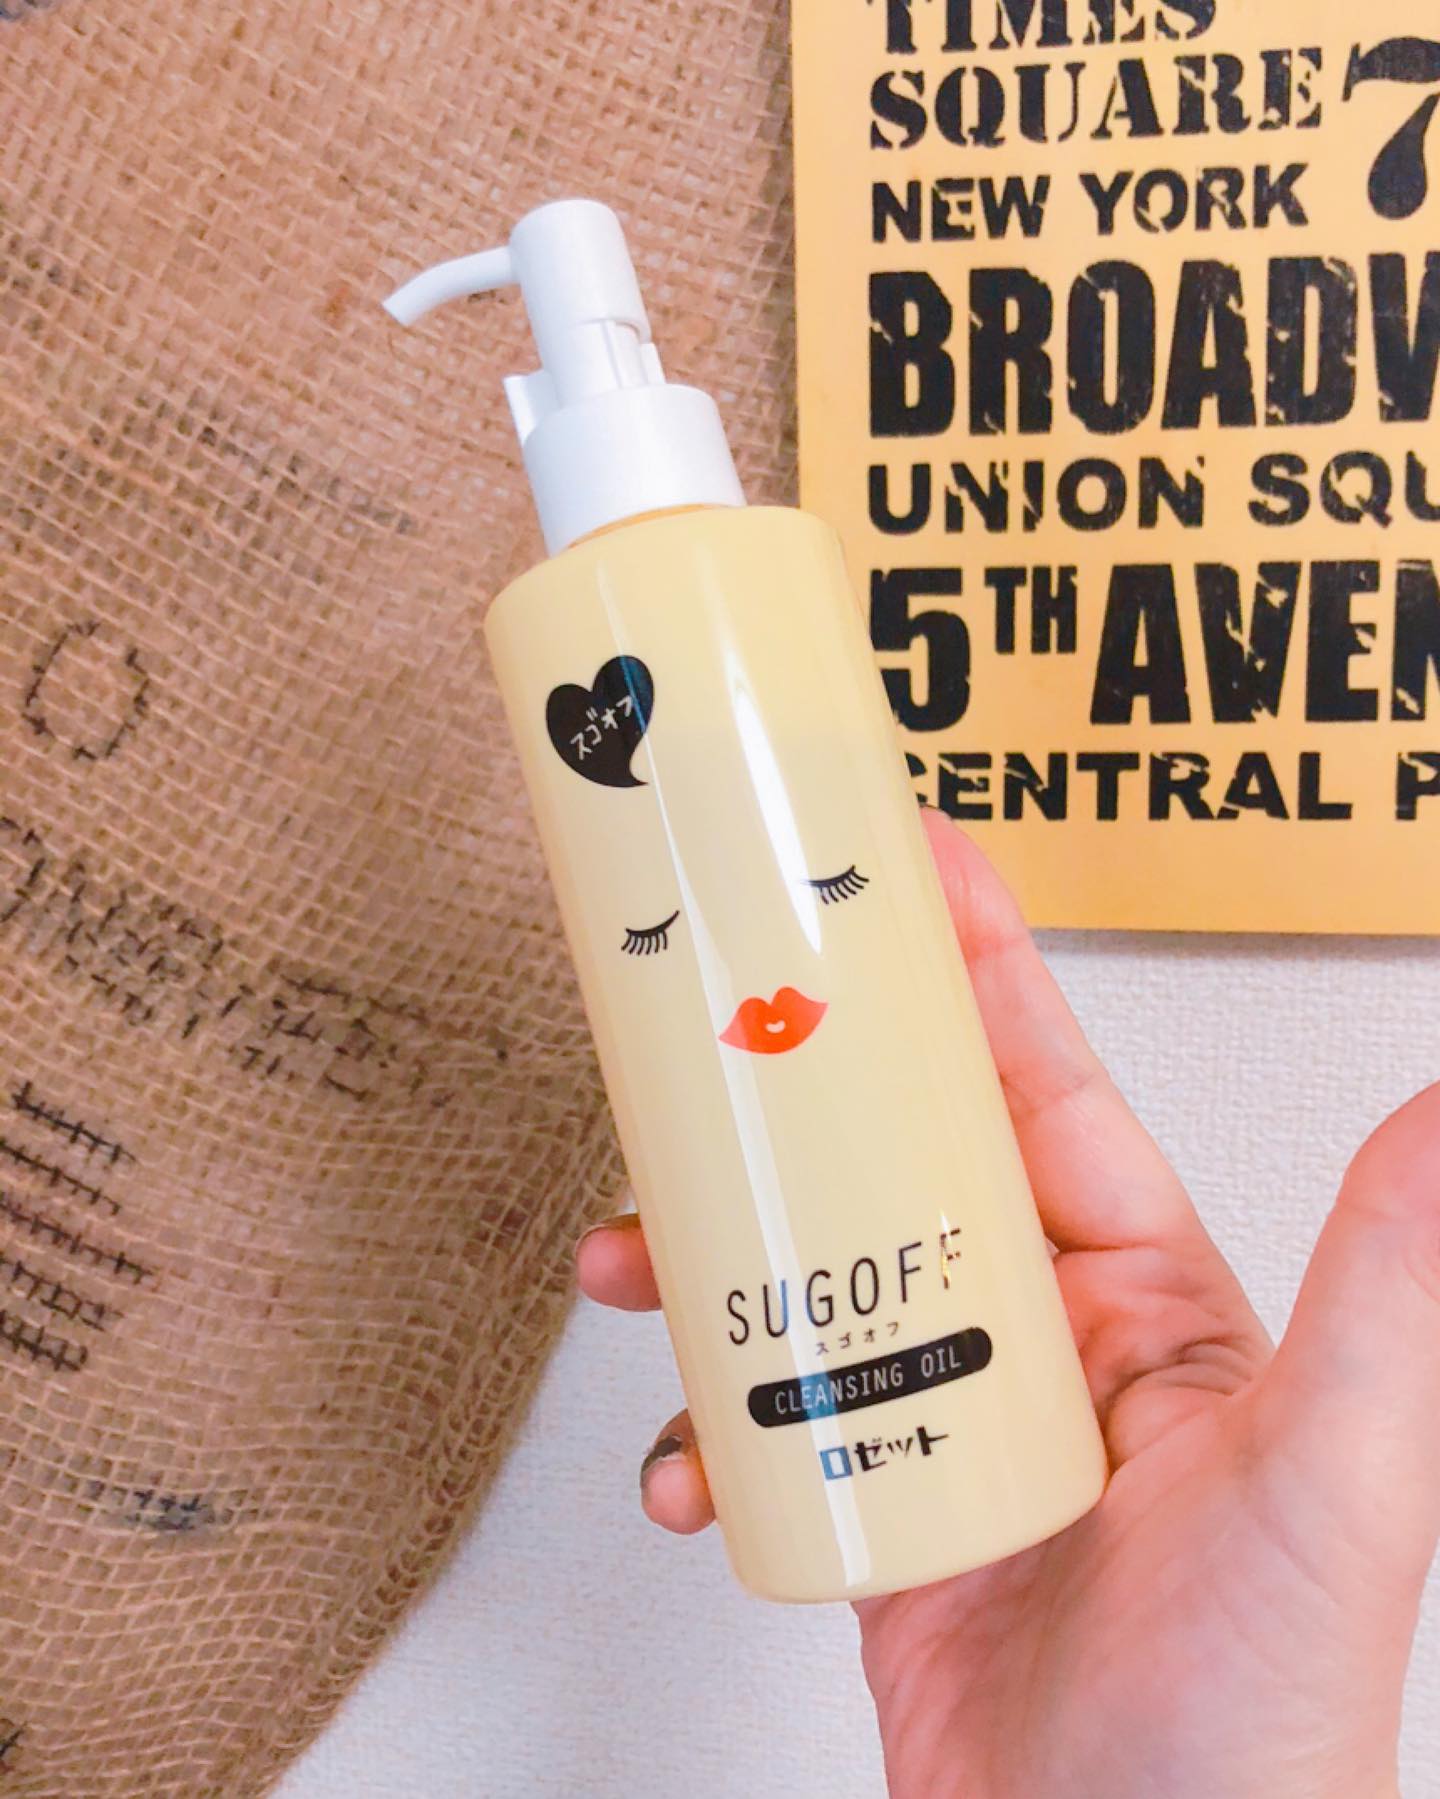 TIMES
SQUARE 7
NEW YORK
BROADW
UNION SQU
5TH AVEN
CENTRAL P
スゴオフ
SUGOFF
スゴオフ
CLEANSING OIL
ロゼット